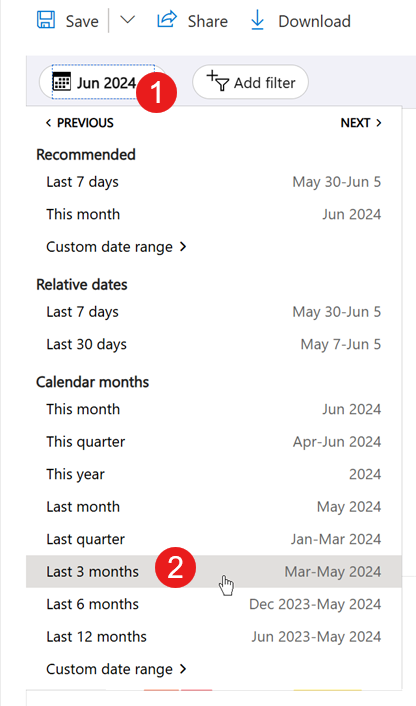 Save Share Download
Jun 2024 1 Add filter
< PREVIOUS NEXT >
Recommended
Last 7 days May 30-Jun 5
This month Jun 2024
Custom date range >
Relative dates
Last 7 days May 30-Jun 5
Last 30 days May 7-Jun 5
Calendar months
This month Jun 2024
This quarter Apr-Jun 2024
This year 2024
Last month May 2024
Last quarter Jan-Mar 2024
Last 3 months 2 Mar-May 2024
Last 6 months Dec 2023-May 2024
Last 12 months Jun 2023-May 2024
Custom date range >